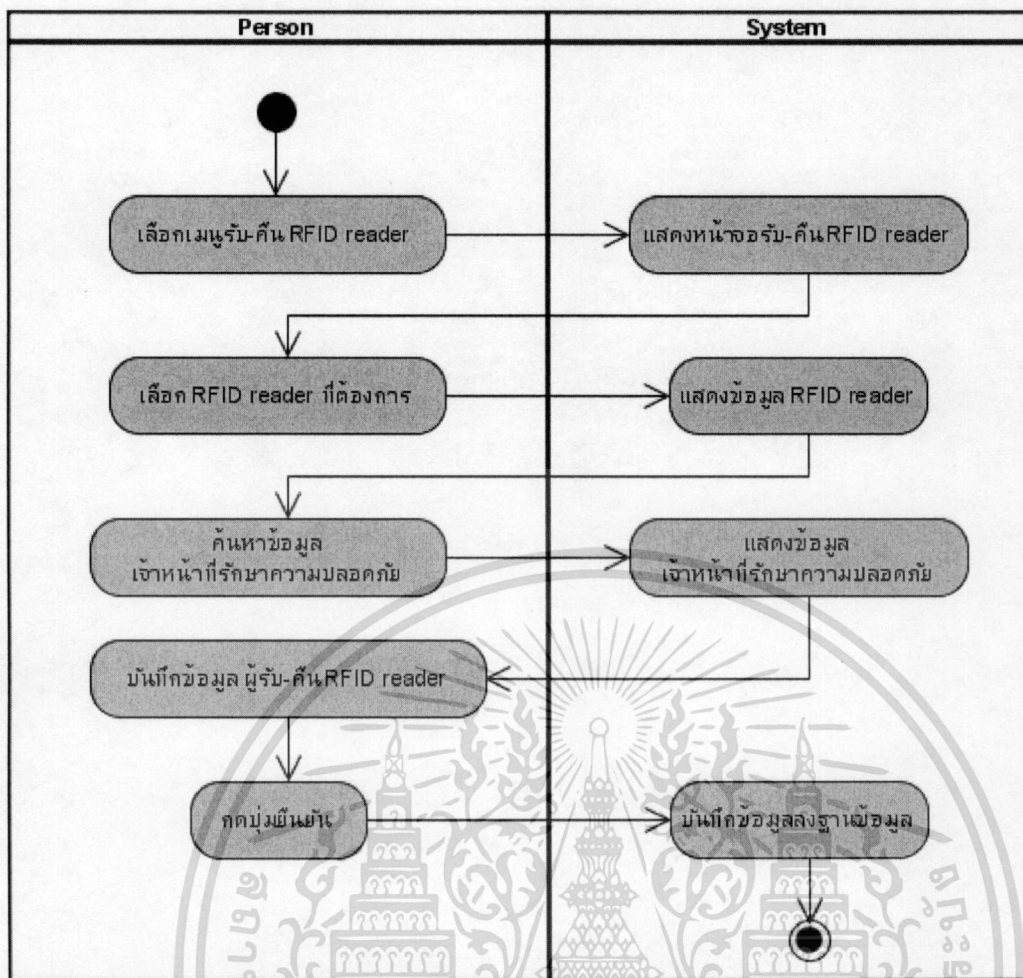 Person
System
เลือกเมนูรับ-คืน RFID reader
แสดงหน้าจอรับ-คืน RFID reader
เลือก RFID reader ที่ต้องการ
แสดงข้อมูล RFID reader
ค้นหาข้อมูล
เจ้าหน้าที่รักษาความปลอดภัย
แสดงข้อมูล
เจ้าหน้าที่รักษาความปลอดภัย
บันทึกข้อมูล ผู้รับ-คืน RFID reader
กดปุ่มยืนยัน
บันทึกข้อมูลลงฐานข้อมูล